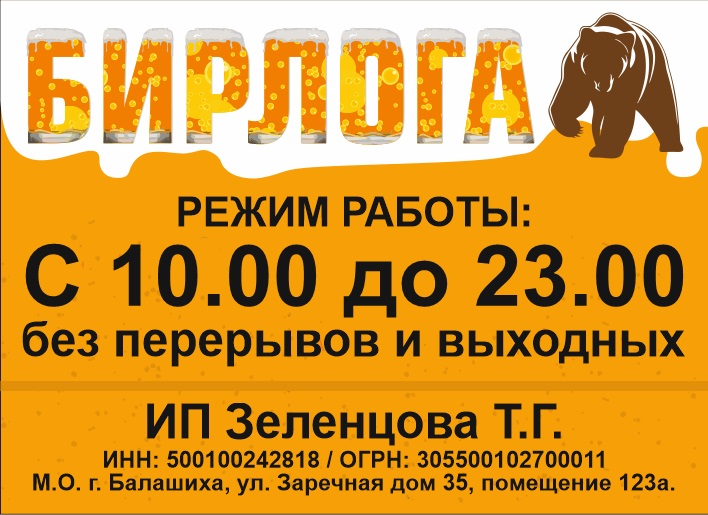 БИРЛОГА
РЕЖИМ РАБОТЫ:
С 10.00 до 23.00
без перерывов и выходных
ИП Зеленцова Т.Г.
ИНН: 500100242818 / ОГРН: 305500102700011
М.О. г. Балашиха, ул. Заречная дом 35, помещение 123а.